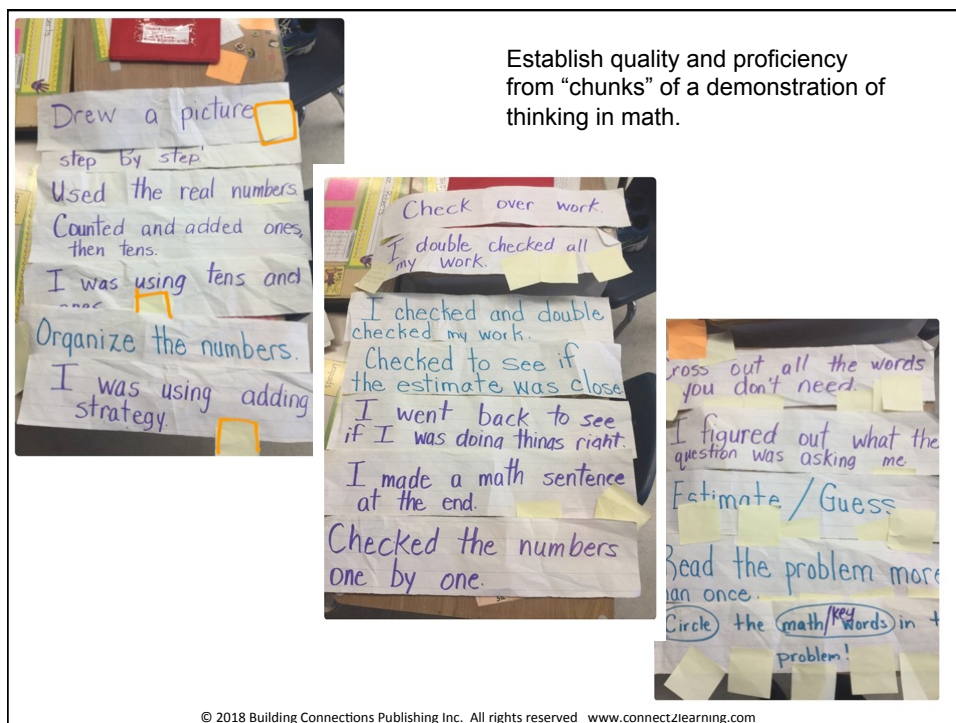 Establish quality and proficiency
from “chunks” of a demonstration of
thinking in math.
Drew a picture
step by step.
Used the real numbers.
Counted and added ones,
then tens.
I was using tens and
Organize the numbers.
I was using adding
strategy.
Check over work.
I double checked all
my work.
I checked and double
checked my work.
Checked to see if
the estimate was close
I went back to see
if I was doing things right.
I made a math sentence
at the end.
Checked the numbers
one by one.
ross out all the words
you don't need.
I figured out what the
question was asking me.
Estimate / Guess
Read the problem more
an once.
Circle the math/key words in t
problem!
© 2018 Building Connections Publishing Inc. All rights reserved www.connect2learning.com